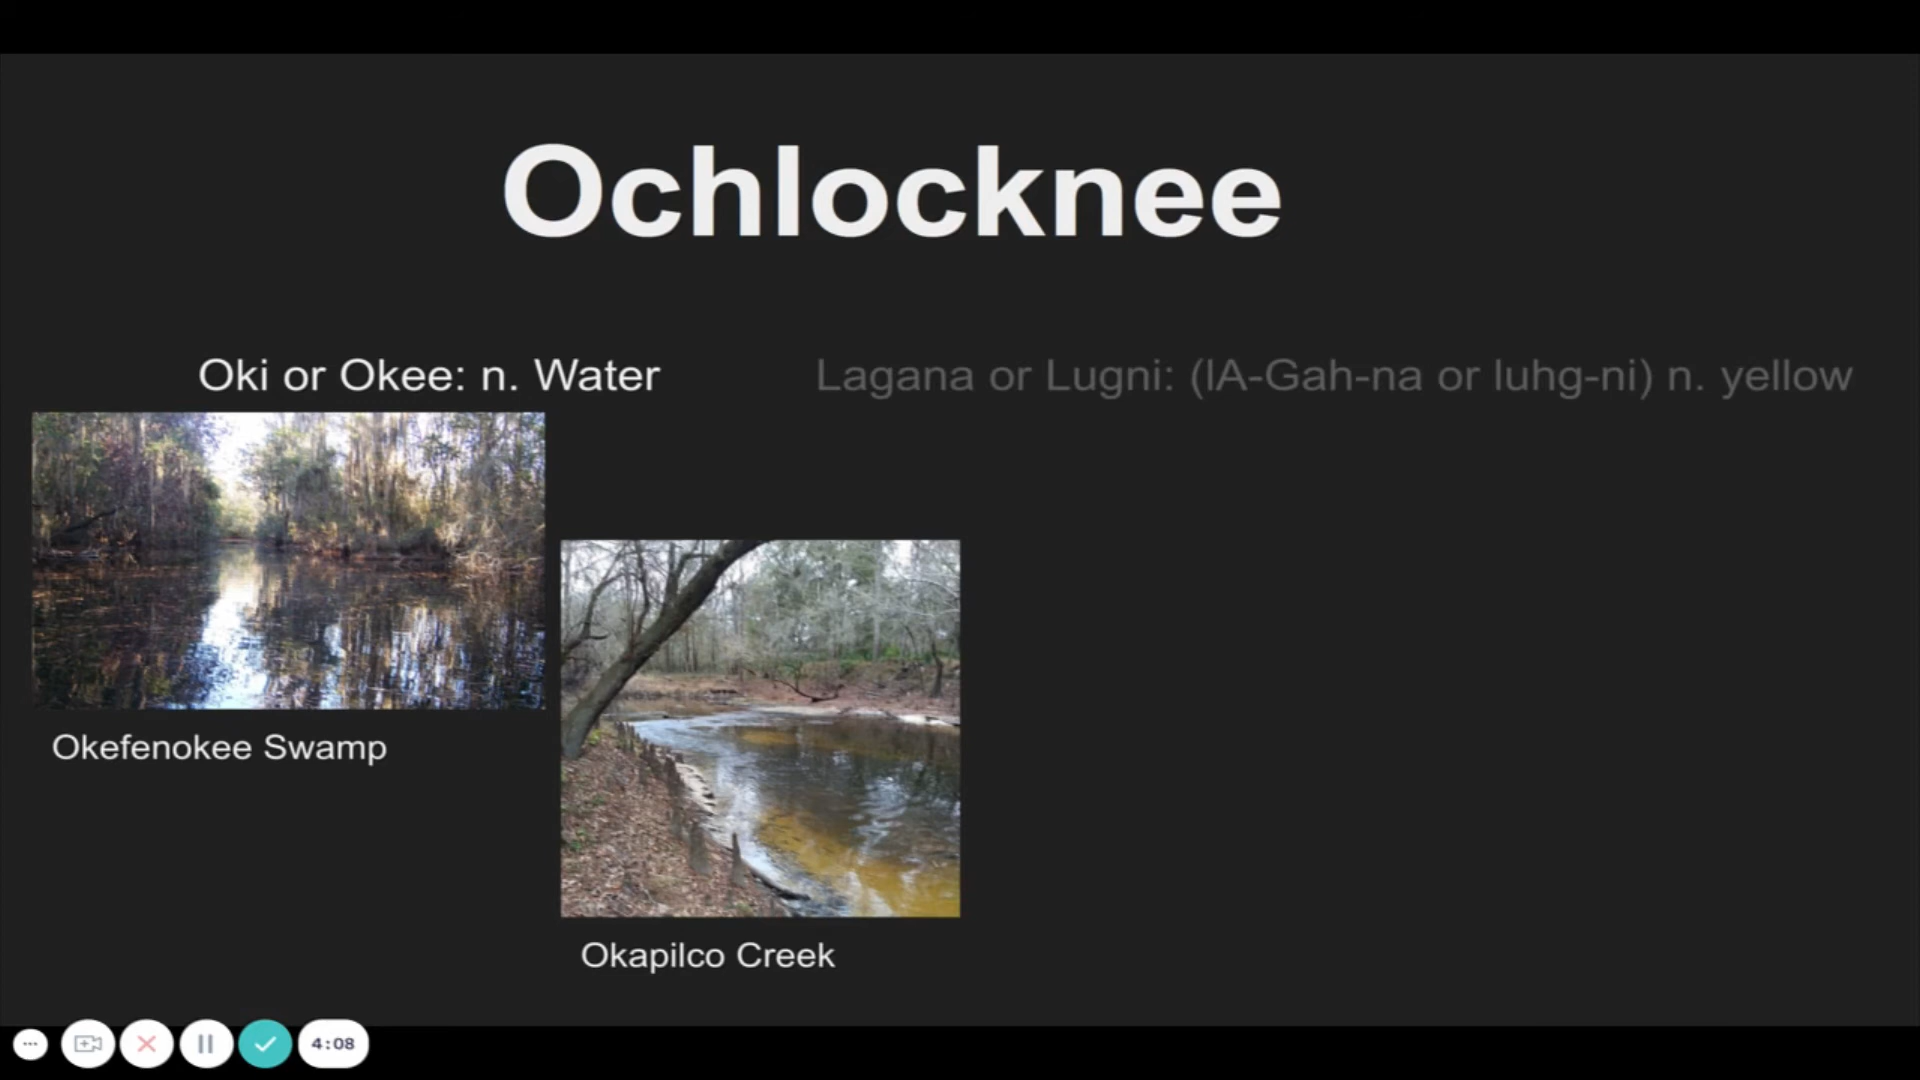 Ochlocknee
Oki or Okee: n. Water
Lagana or Lugni: (lA-Gah-na or luhg-ni) n. yellow
Okefenokee Swamp
Okapilco Creek
4:08